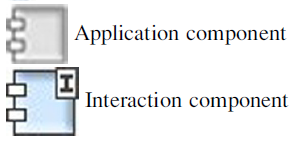 Application component
I
Interaction component